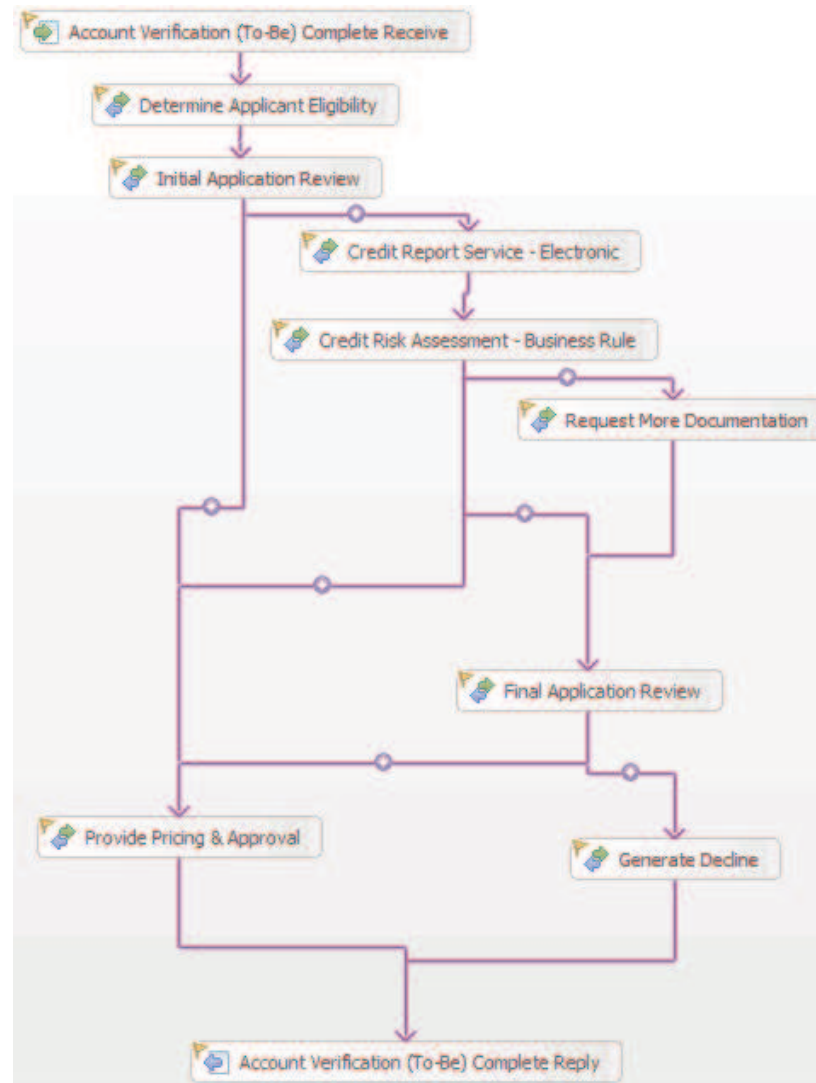 Account Verification (To-Be) Complete Receive
Determine Applicant Eligibility
Initial Application Review
Credit Report Service - Electronic
Credit Risk Assessment - Business Rule
Request More Documentation
Final Application Review
Provide Pricing & Approval
Generate Decline
Account Verification (To-Be) Complete Reply